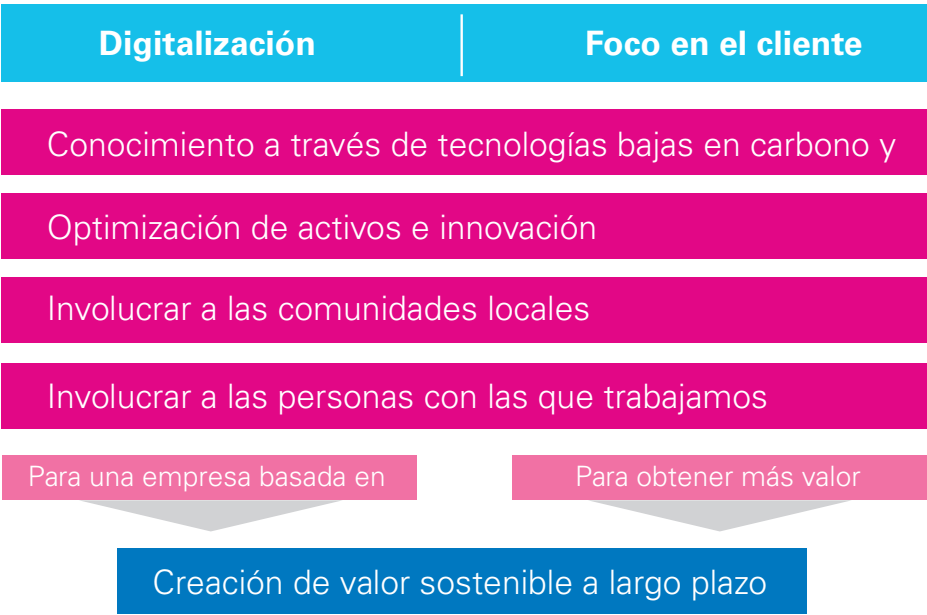 Digitalización
Foco en el cliente
Conocimiento a través de tecnologías bajas en carbono y
Optimización de activos e innovación
Involucrar a las comunidades locales
Involucrar a las personas con las que trabajamos
Para una empresa basada en
Para obtener más valor
Creación de valor sostenible a largo plazo